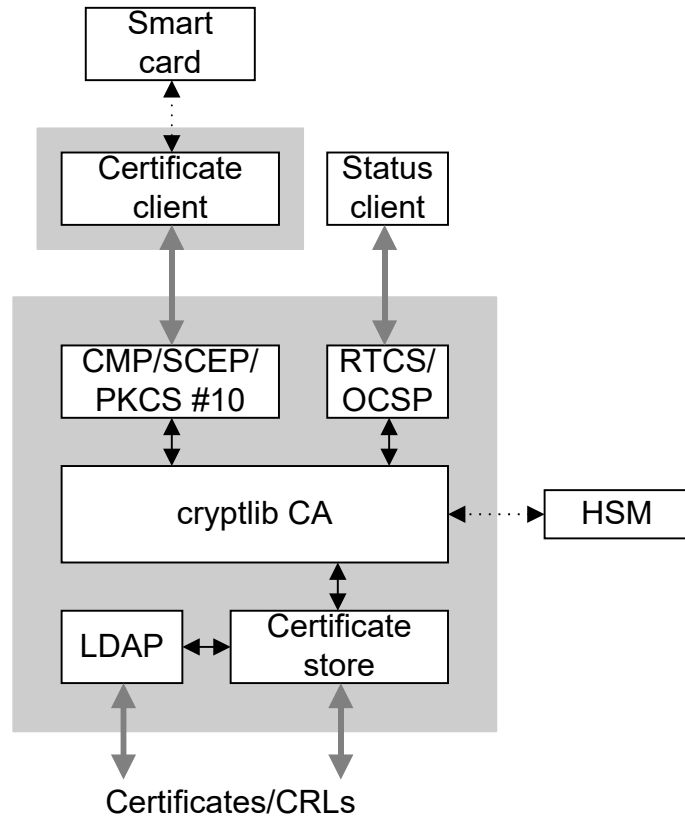 Smart
card
Certificate
client
Status
client
CMP/SCEP/
PKCS #10
RTCS/
OCSP
cryptlib CA
HSM
LDAP
Certificate
store
Certificates/CRLs